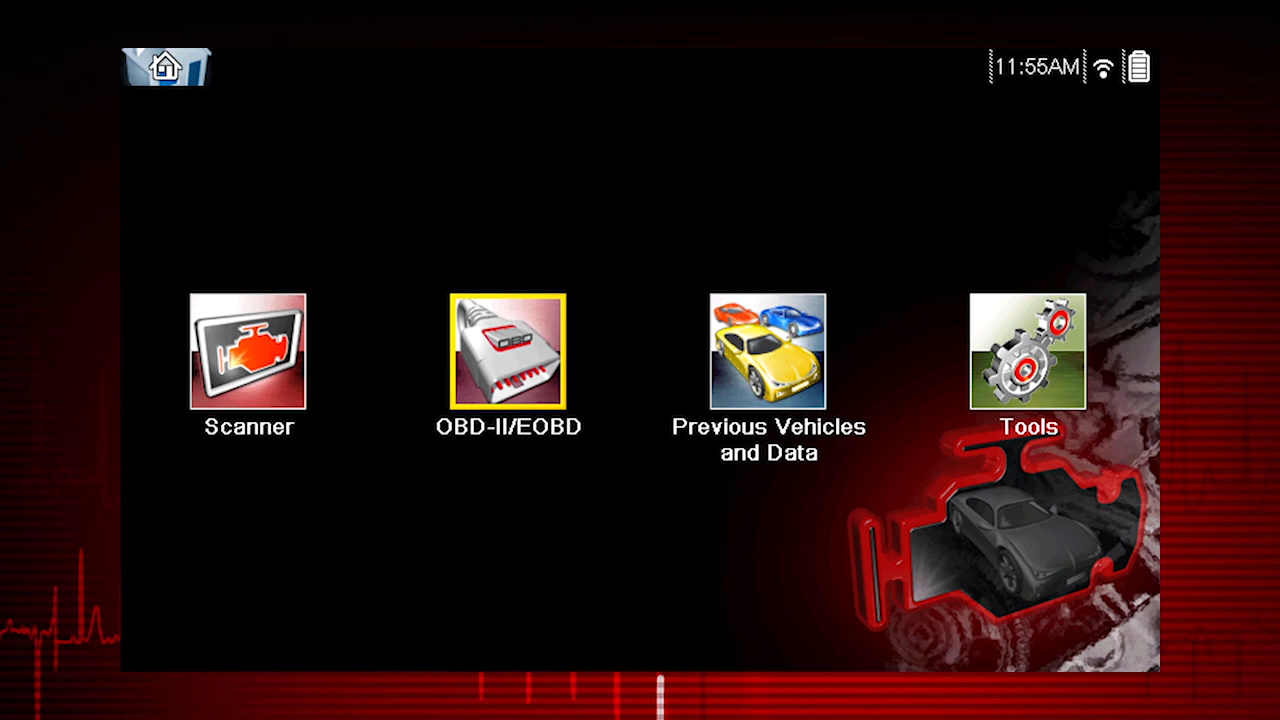 11:55AM
Scanner
OBD-II/EOBD
Previous Vehicles
and Data
Tools